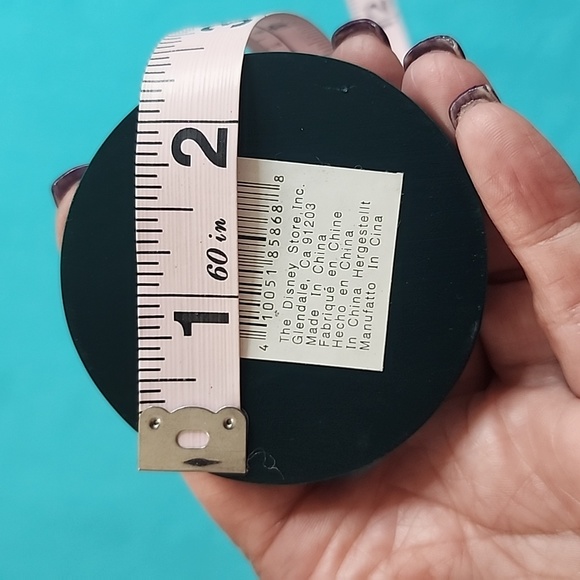 3
2
60 in
1
4 10051 85868 8
The Disney Store,Inc.
Glendale, Ca 91203
Made In China
Fabriqué en Chine
Hecho en China
In China Hergestellt
Manufatto In Cina